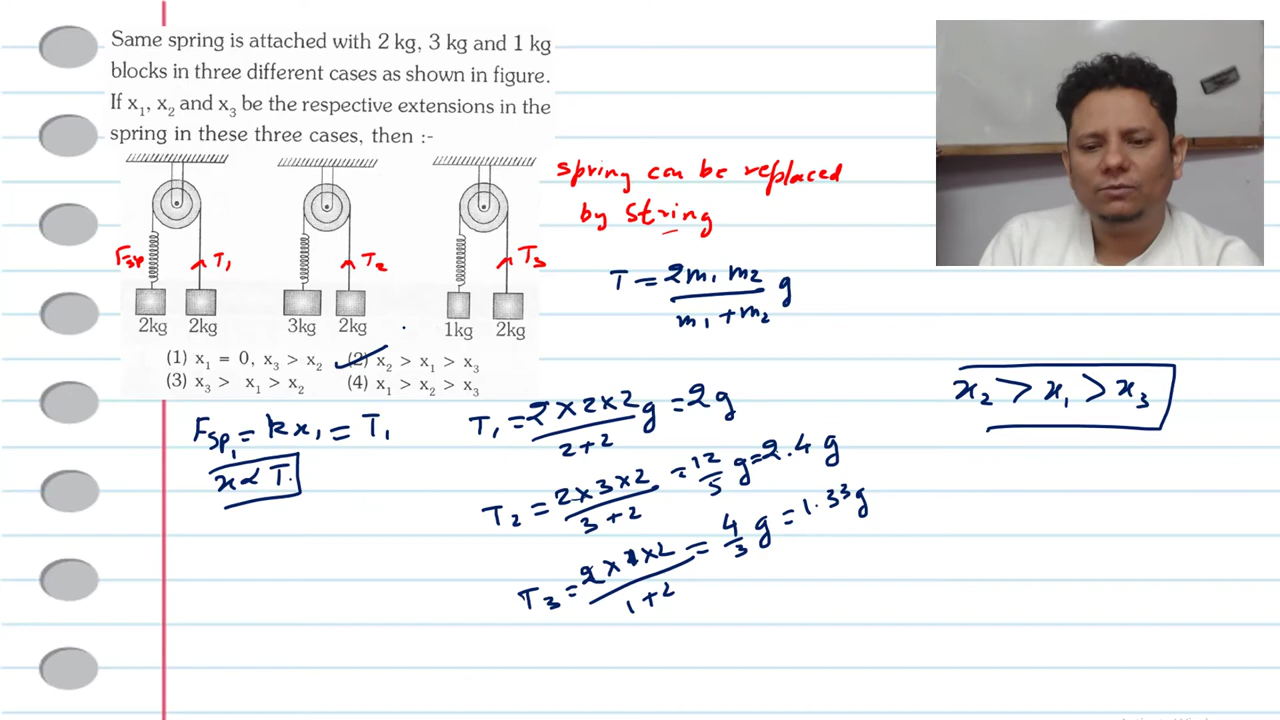 Same spring is attached with 2 kg, 3 kg and 1 kg
blocks in three different cases as shown in figure.
If x₁, x₂ and x₃ be the respective extensions in the
spring in these three cases, then :-
spring can be replaced
by string
Fsp T₁ T₂ T₃
T = 2m₁ m₂ / m₁ + m₂ g
2kg 2kg 3kg 2kg 1kg 2kg
(1) x₁ = 0, x₃ > x₂ (2) x₂ > x₁ > x₃
(3) x₃ > x₁ > x₂ (4) x₁ > x₂ > x₃
x₂ > x₁ > x₃
Fsp₁ = kx₁ = T₁
x ∝ T.
T₁ = 2×2×2 / 2+2 g = 2g
T₂ = 2×3×2 / 3+2 = 12/5 g = 2.4 g
T₃ = 2×1×2 / 1+2 = 4/3 g = 1.33g